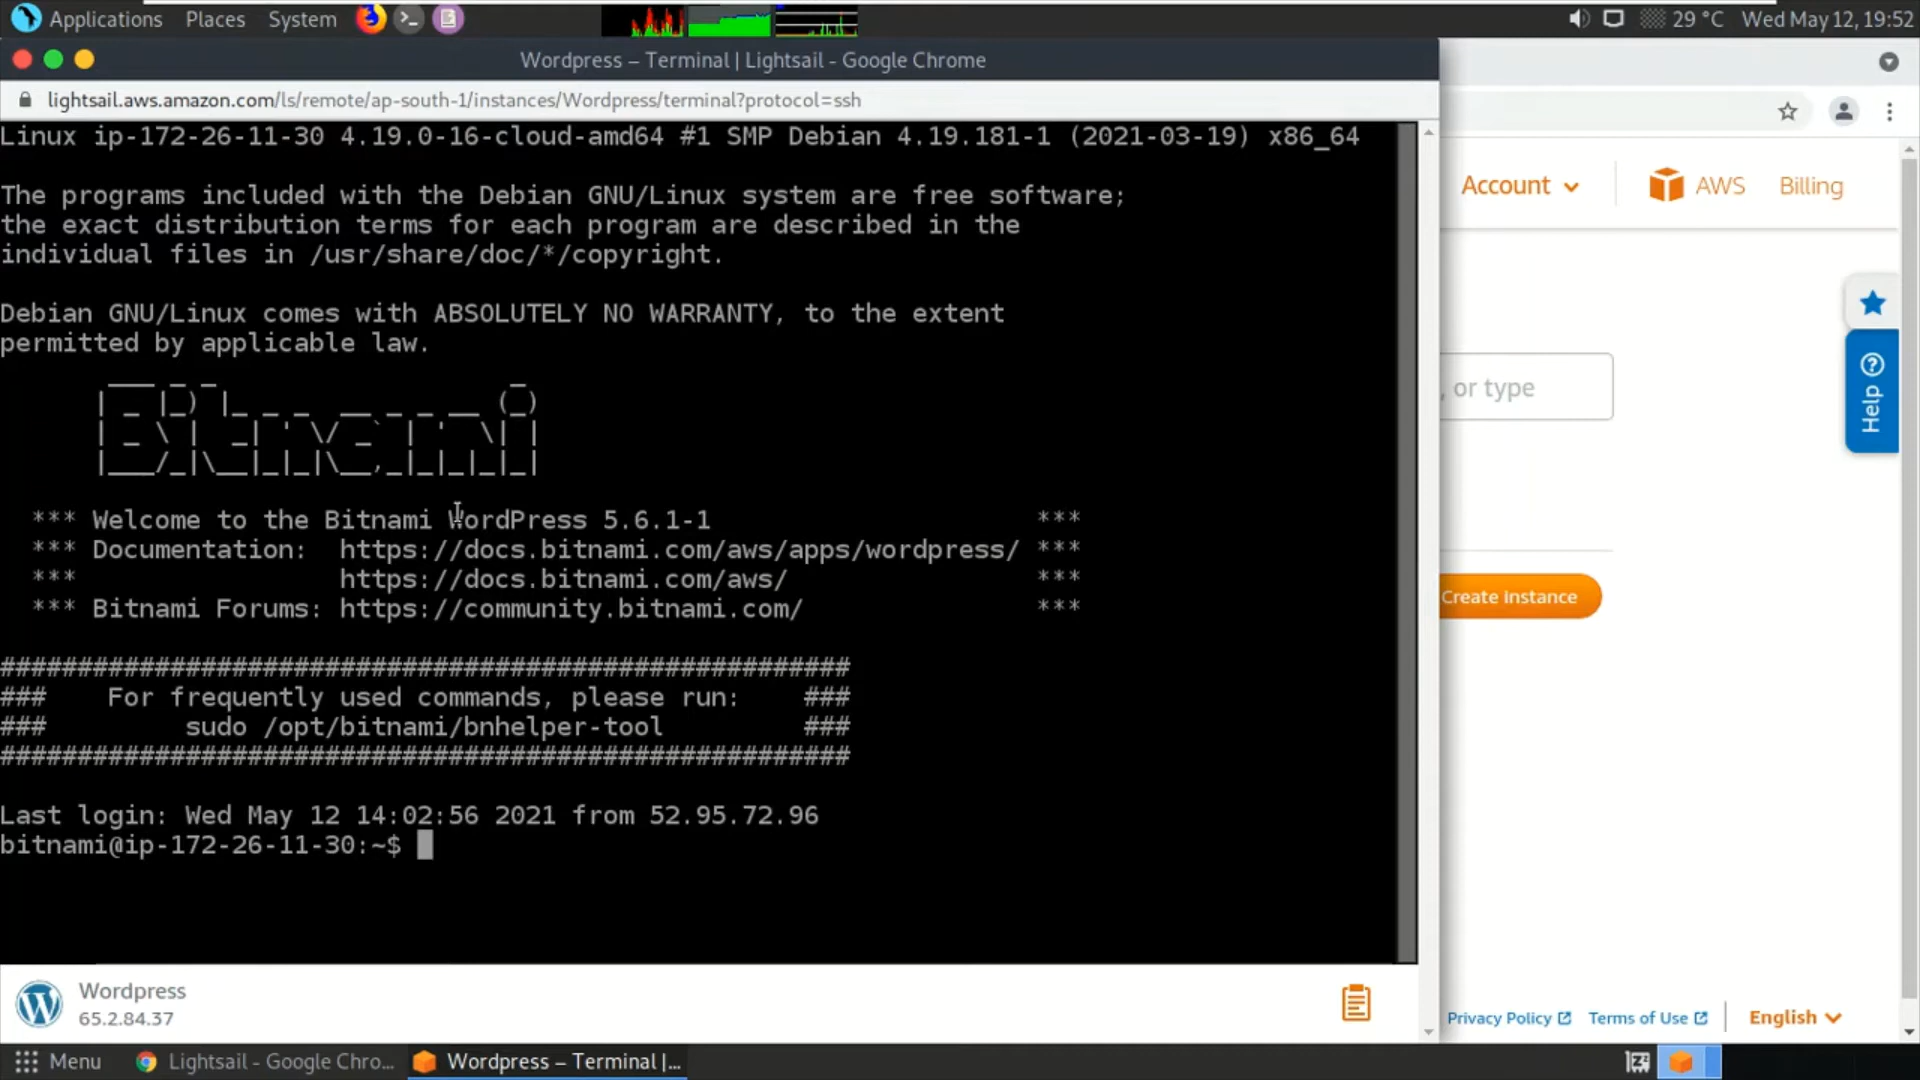 Applications Places System 29 °C Wed May 12, 19:52
Wordpress – Terminal | Lightsail - Google Chrome
lightsail.aws.amazon.com/ls/remote/ap-south-1/instances/Wordpress/terminal?protocol=ssh
Linux ip-172-26-11-30 4.19.0-16-cloud-amd64 #1 SMP Debian 4.19.181-1 (2021-03-19) x86_64
The programs included with the Debian GNU/Linux system are free software;
the exact distribution terms for each program are described in the
individual files in /usr/share/doc/*/copyright.
Debian GNU/Linux comes with ABSOLUTELY NO WARRANTY, to the extent
permitted by applicable law.
Bitnami
*** Welcome to the Bitnami WordPress 5.6.1-1 ***
*** Documentation: https://docs.bitnami.com/aws/apps/wordpress/ ***
*** https://docs.bitnami.com/aws/ ***
*** Bitnami Forums: https://community.bitnami.com/ ***
#######################################################
### For frequently used commands, please run: ###
### sudo /opt/bitnami/bnhelper-tool ###
#######################################################
Last login: Wed May 12 14:02:56 2021 from 52.95.72.96
bitnami@ip-172-26-11-30:~$
Wordpress
65.2.84.37
Account AWS Billing
, or type
Help
Create instance
Privacy Policy Terms of Use English
Menu Lightsail - Google Chro... Wordpress – Terminal |...